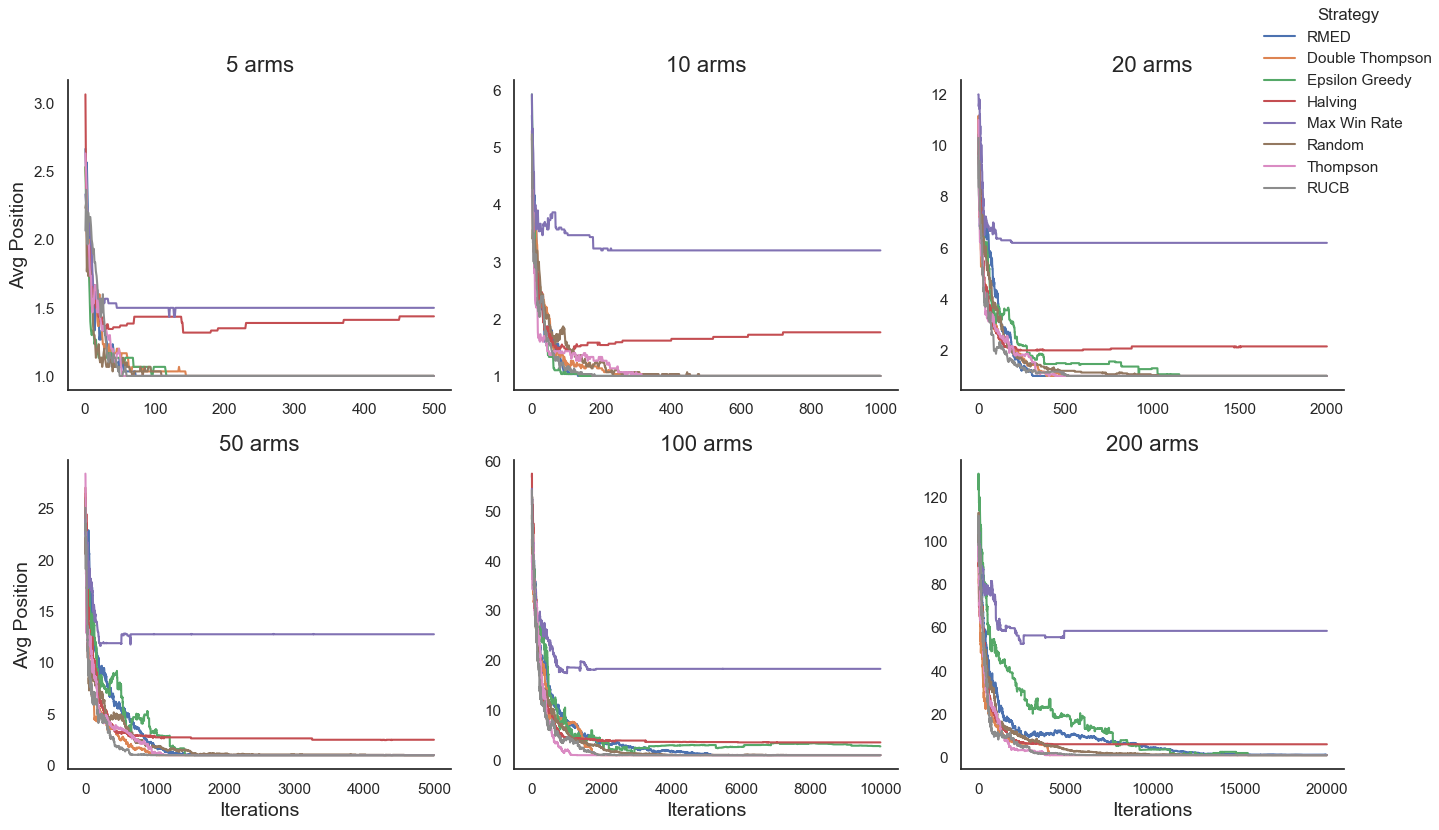 Strategy
RMED
Double Thompson
Epsilon Greedy
Halving
Max Win Rate
Random
Thompson
RUCB
5 arms
Avg Position
3.0
2.5
2.0
1.5
1.0
0 100 200 300 400 500
10 arms
6
5
4
3
2
1
0 200 400 600 800 1000
20 arms
12
10
8
6
4
2
0 500 1000 1500 2000
50 arms
Avg Position
25
20
15
10
5
0
0 1000 2000 3000 4000 5000
Iterations
100 arms
60
50
40
30
20
10
0
0 2000 4000 6000 8000 10000
Iterations
200 arms
120
100
80
60
40
20
0
0 5000 10000 15000 20000
Iterations